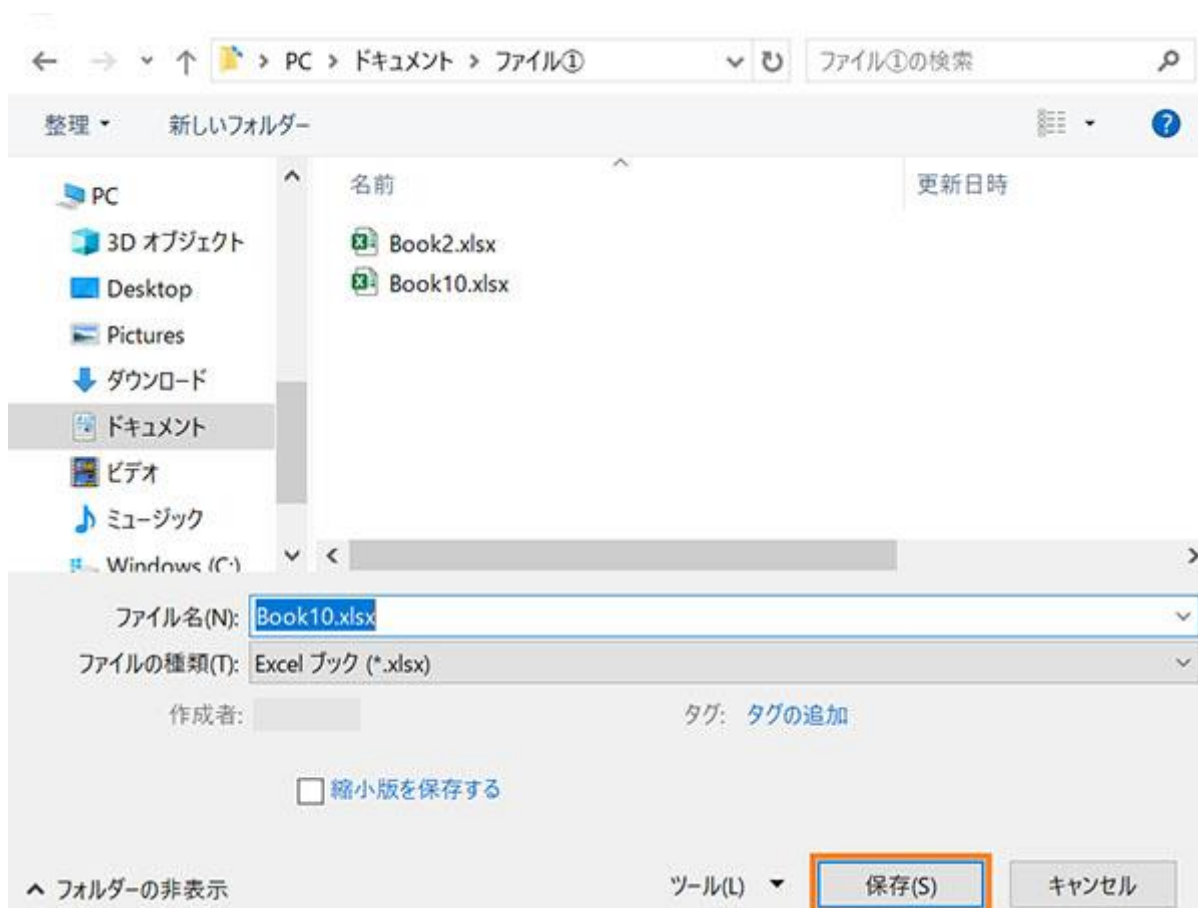 PC > ドキュメント > ファイル① ファイル①の検索
整理 新しいフォルダー
名前 更新日時
PC
3D オブジェクト
Desktop
Pictures
ダウンロード
ドキュメント
ビデオ
ミュージック
Windows (C:)
Book2.xlsx
Book10.xlsx
ファイル名(N): Book10.xlsx
ファイルの種類(T): Excel ブック (*.xlsx)
作成者: タグ: タグの追加
縮小版を保存する
フォルダーの非表示 ツール(L) 保存(S) キャンセル